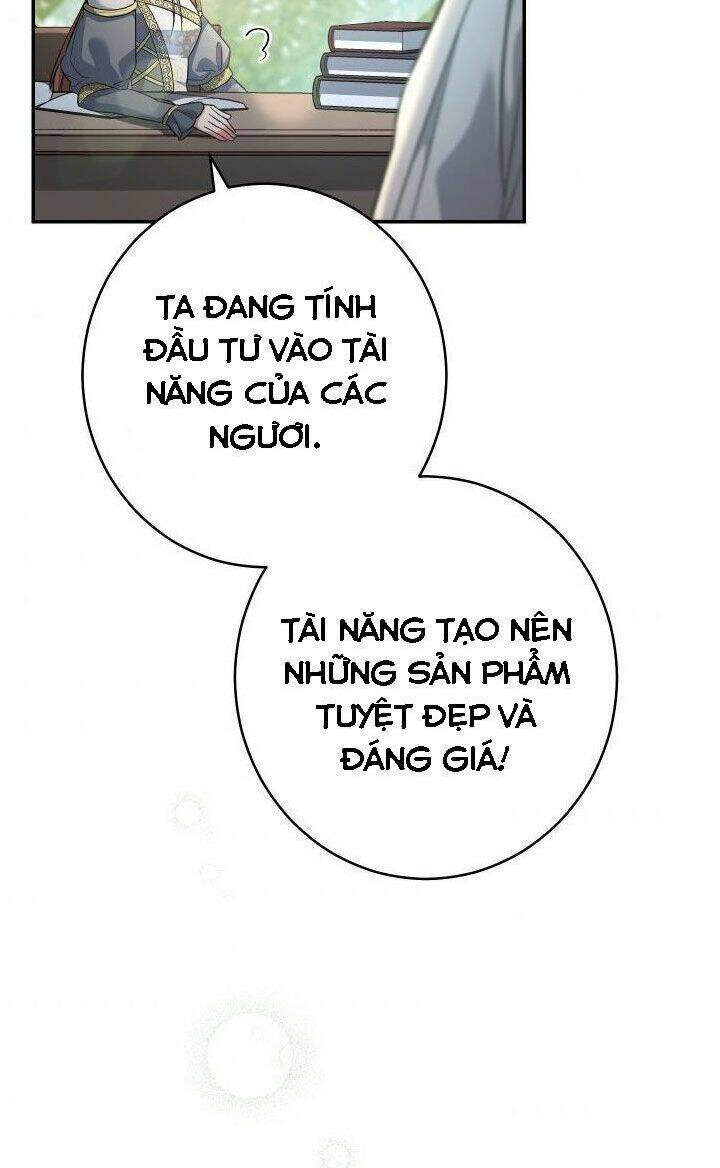 TA ĐANG TÍNH
ĐẦU TƯ VÀO TÀI
NĂNG CỦA CÁC
NGƯƠI.
TÀI NĂNG TẠO NÊN
NHỮNG SẢN PHẨM
TUYỆT ĐẸP VÀ
ĐÁNG GIÁ!